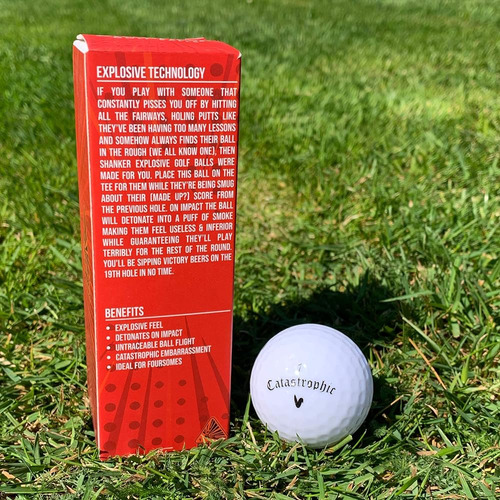 EXPLOSIVE TECHNOLOGY
IF YOU PLAY WITH SOMEONE THAT
CONSTANTLY PISSES YOU OFF BY HITTING
ALL THE FAIRWAYS, HOLING PUTTS LIKE
THEY'VE BEEN HAVING TOO MANY LESSONS
AND SOMEHOW ALWAYS FINDS THEIR BALL
IN THE ROUGH (WE ALL KNOW ONE), THEN
SHANKER EXPLOSIVE GOLF BALLS WERE
MADE FOR YOU. PLACE THIS BALL ON THE
TEE FOR THEM WHILE THEY'RE BEING SMUG
ABOUT THEIR (MADE UP?) SCORE FROM
THE PREVIOUS HOLE. ON IMPACT THE BALL
WILL DETONATE INTO A PUFF OF SMOKE
MAKING THEM FEEL USELESS & INFERIOR
WHILE GUARANTEEING THEY'LL PLAY
TERRIBLY FOR THE REST OF THE ROUND.
YOU'LL BE SIPPING VICTORY BEERS ON THE
19TH HOLE IN NO TIME.
BENEFITS
• EXPLOSIVE FEEL
• DETONATES ON IMPACT
• UNTRACEABLE BALL FLIGHT
• CATASTROPHIC EMBARRASSMENT
• IDEAL FOR FOURSOMES
Catastrophic